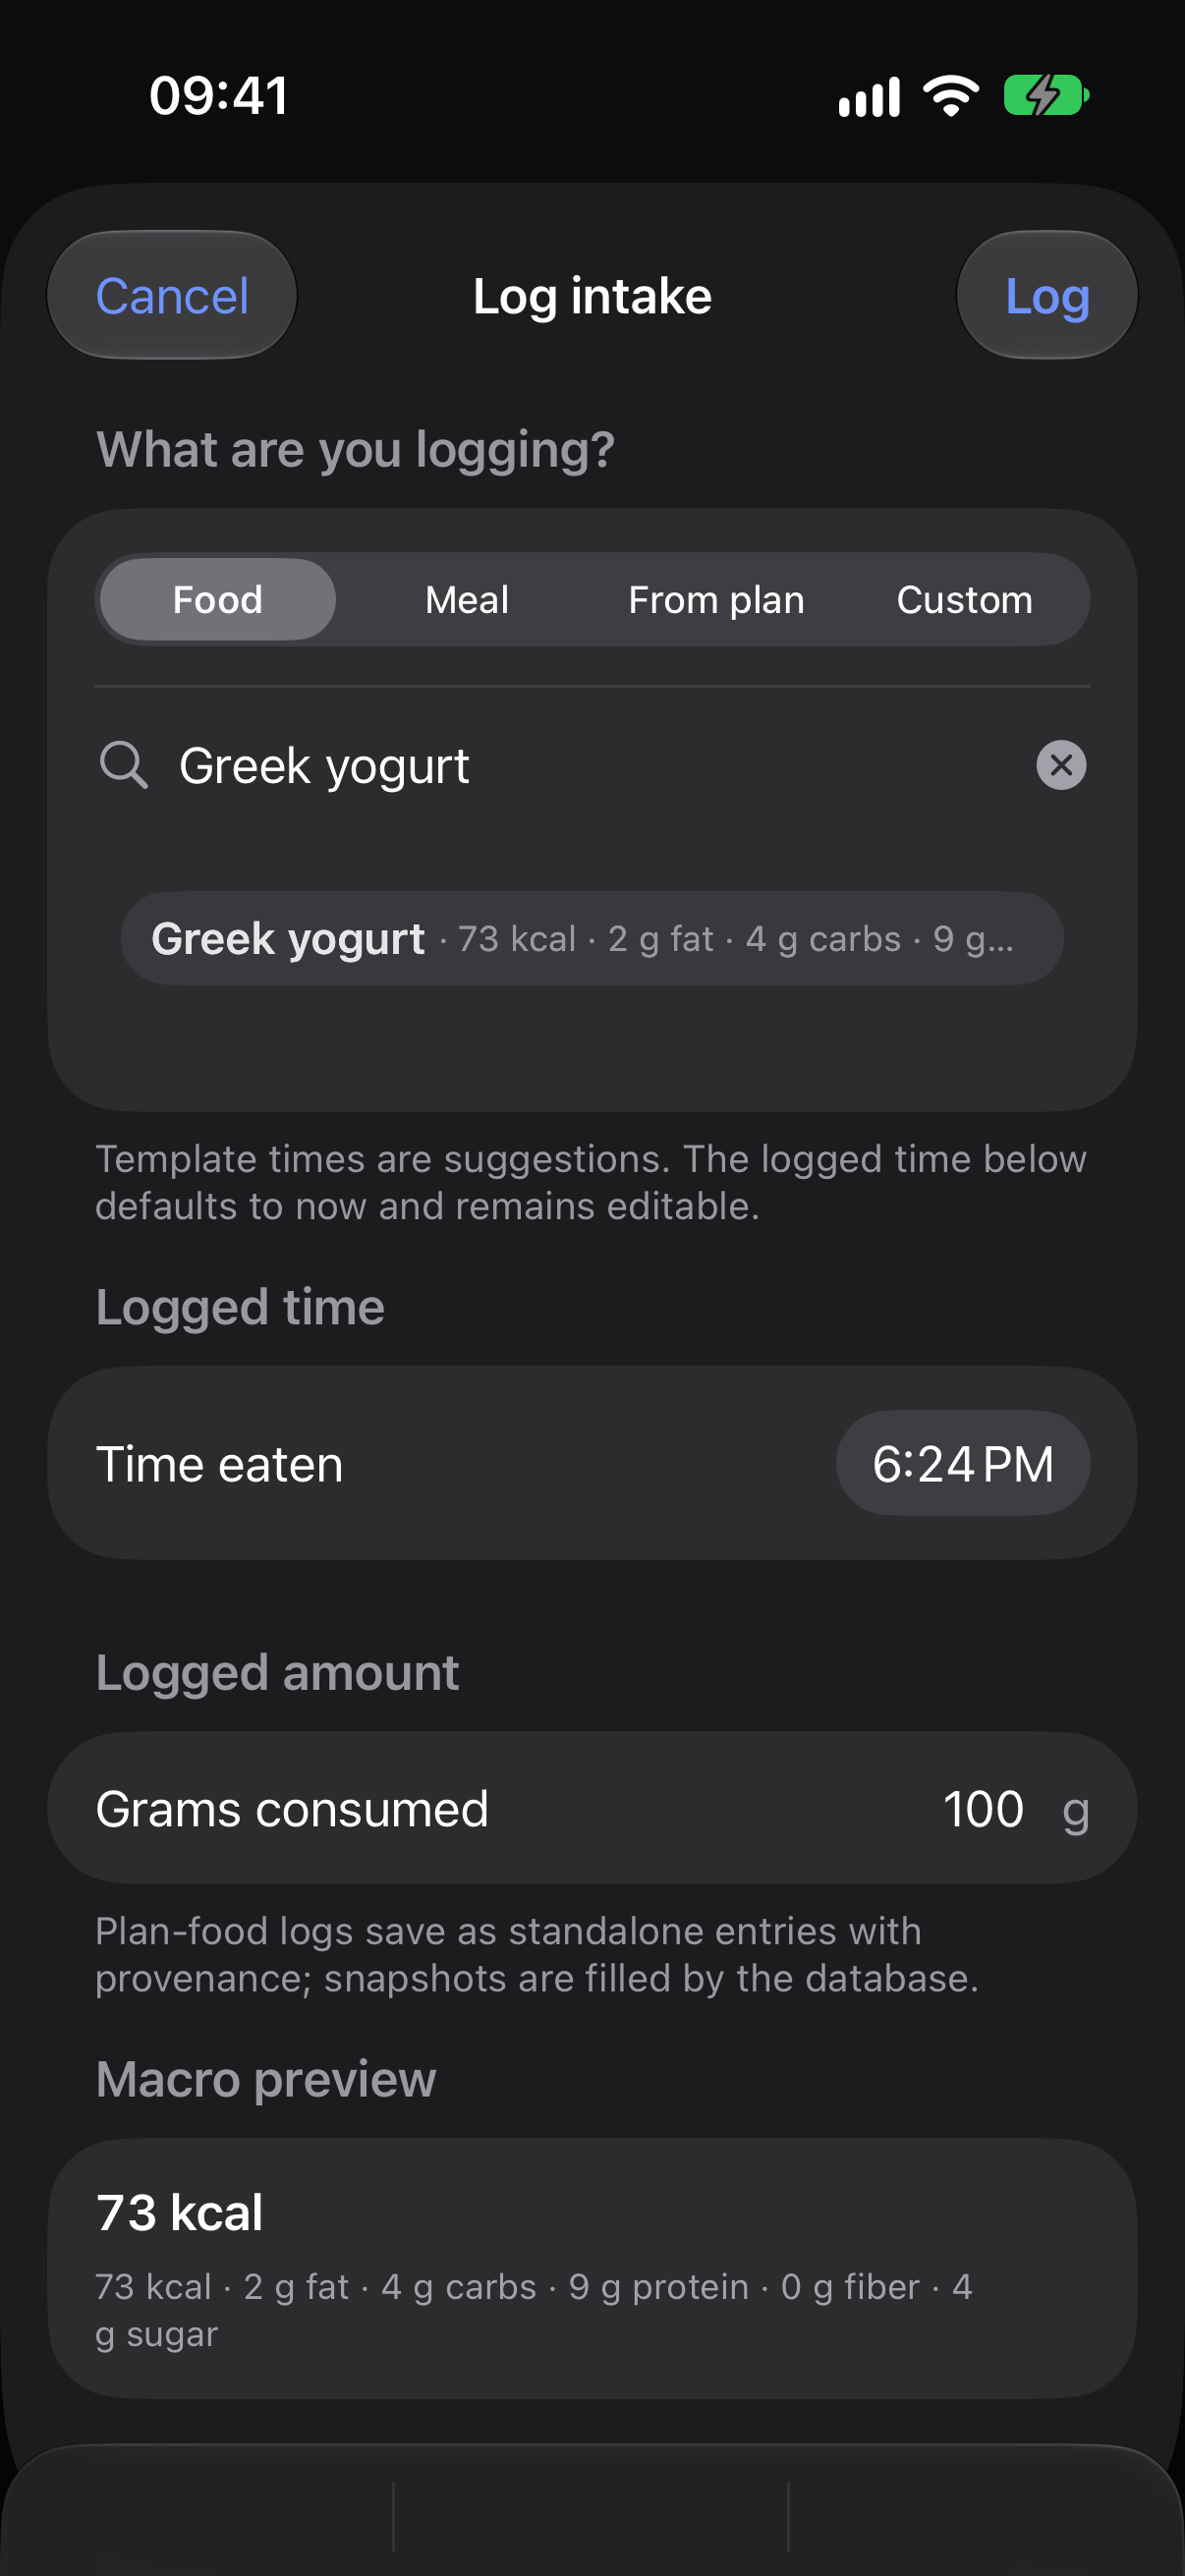 09:41
Cancel
Log intake
Log
What are you logging?
Food
Meal
From plan
Custom
Greek yogurt
Greek yogurt · 73 kcal · 2 g fat · 4 g carbs · 9 g...
Template times are suggestions. The logged time below
defaults to now and remains editable.
Logged time
Time eaten
6:24 PM
Logged amount
Grams consumed
100 g
Plan-food logs save as standalone entries with
provenance; snapshots are filled by the database.
Macro preview
73 kcal
73 kcal · 2 g fat · 4 g carbs · 9 g protein · 0 g fiber · 4
g sugar